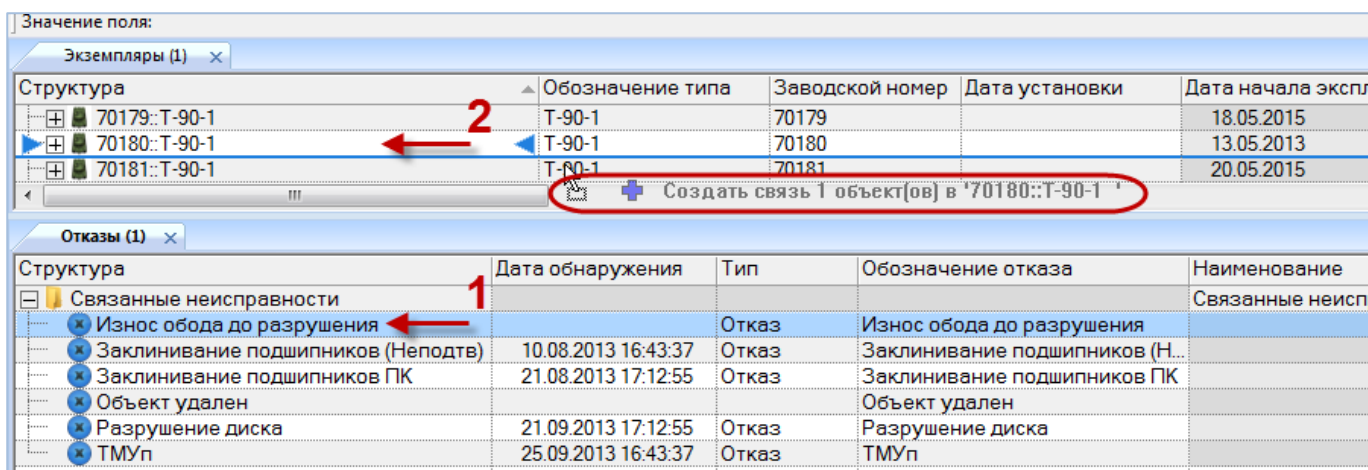 Значение поля:
Экземпляры (1)
Структура Обозначение типа Заводской номер Дата установки Дата начала экспл
70179::Т-90-1 Т-90-1 70179 18.05.2015
2
70180::Т-90-1 Т-90-1 70180 13.05.2013
70181::Т-90-1 Т-90-1 70181 20.05.2015
Создать связь 1 объект(ов) в '70180::Т-90-1 '
Отказы (1)
Структура Дата обнаружения Тип Обозначение отказа Наименование
1
Связанные неисправности Связанные неисп
Износ обода до разрушения Отказ Износ обода до разрушения
Заклинивание подшипников (Неподтв) 10.08.2013 16:43:37 Отказ Заклинивание подшипников (Н...
Заклинивание подшипников ПК 21.08.2013 17:12:55 Отказ Заклинивание подшипников ПК
Объект удален Объект удален
Разрушение диска 21.09.2013 17:12:55 Отказ Разрушение диска
ТМУп 25.09.2013 16:43:37 Отказ ТМУп